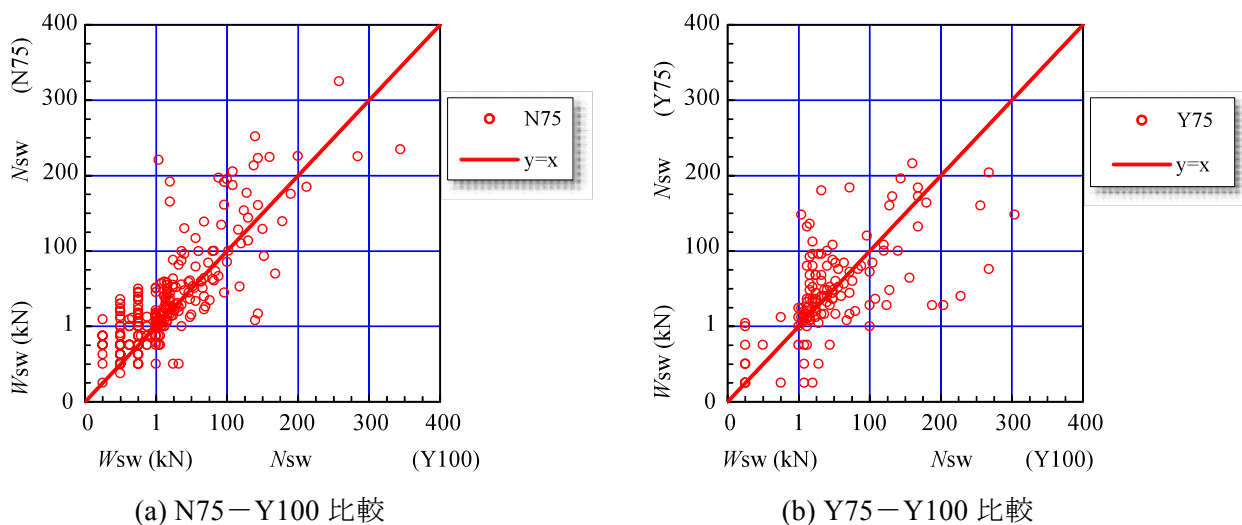 400
300
200
100
1
0
Wsw (kN) Nsw (N75)
0 1 100 200 300 400
Wsw (kN) Nsw (Y100)
N75
y=x
(a) N75－Y100 比較
400
300
200
100
1
0
Wsw (kN) Nsw (Y75)
0 1 100 200 300 400
Wsw (kN) Nsw (Y100)
Y75
y=x
(b) Y75－Y100 比較